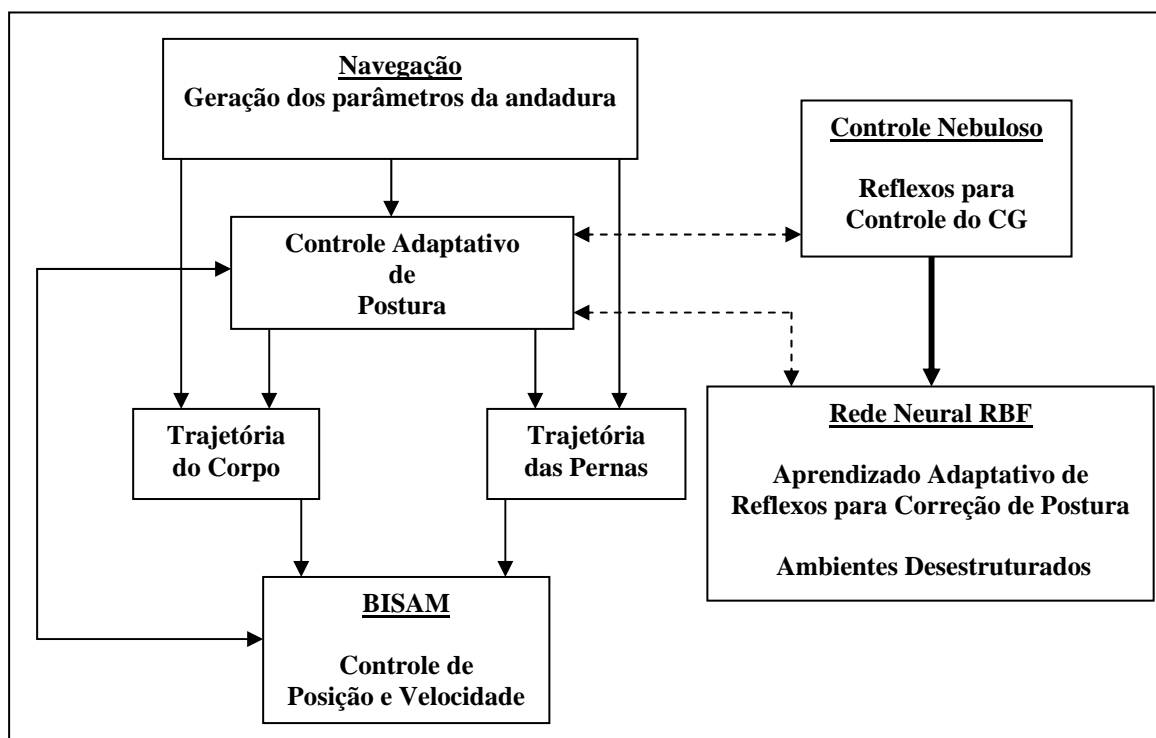 Navegação
Geração dos parâmetros da andadura
Controle Nebuloso
Reflexos para
Controle do CG
Controle Adaptativo
de
Postura
Trajetória
do Corpo
Trajetória
das Pernas
Rede Neural RBF
Aprendizado Adaptativo de
Reflexos para Correção de Postura
Ambientes Desestruturados
BISAM
Controle de
Posição e Velocidade